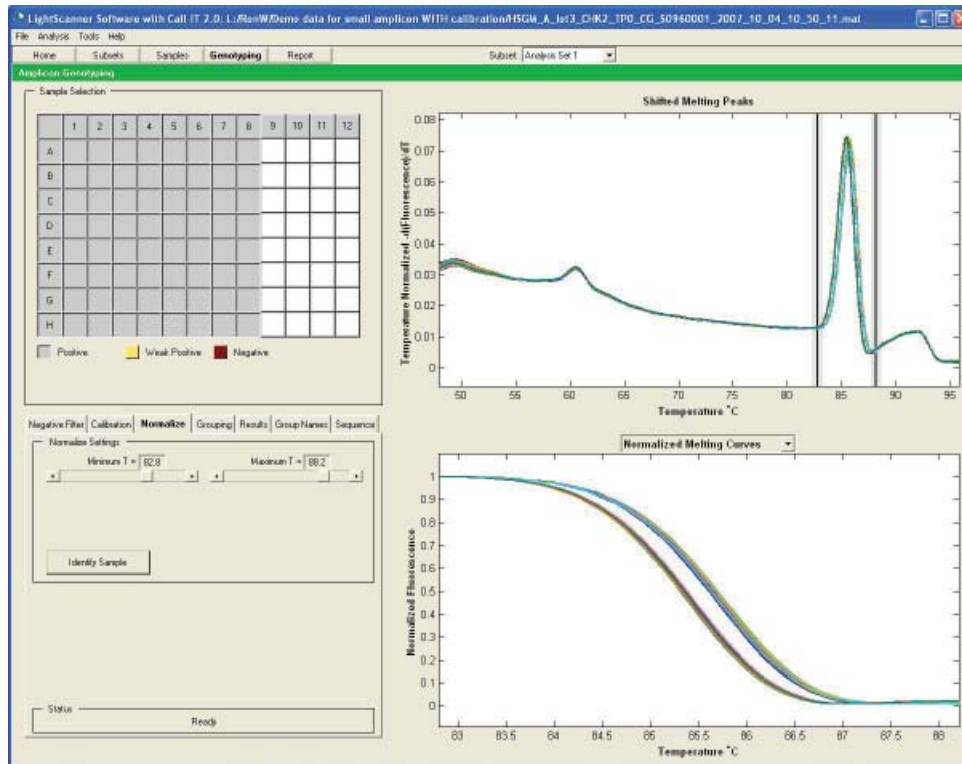 LightScanner Software with Call IT 2.0: L:/RonW/Demo data for small amplicon WITH calibration/HSGM_A_lot3_CHK2_TP0_CG_S0960001_2007_10_04_10_50_11.mat
File Analysis Tools Help
Home Subsets Samples Genotyping Report Subset: Analysis Set 1
Amplicon Genotyping
Sample Selection
1 2 3 4 5 6 7 8 9 10 11 12
A
B
C
D
E
F
G
H
Positive Weak Positive Negative
Negative Filter Calibration Normalize Grouping Results Group Names Sequence
Normalize Settings
Minimum T = 82.8 Maximum T = 88.2
Identify Sample
Status
Ready
Shifted Melting Peaks
Temperature Normalized -d(Fluorescence)/dT
0.08
0.07
0.06
0.05
0.04
0.03
0.02
0.01
0
50 55 60 65 70 75 80 85 90 95
Temperature °C
Normalized Melting Curves
Normalized Fluorescence
1
0.9
0.8
0.7
0.6
0.5
0.4
0.3
0.2
0.1
0
83 83.5 84 84.5 85 85.5 86 86.5 87 87.5 88
Temperature °C